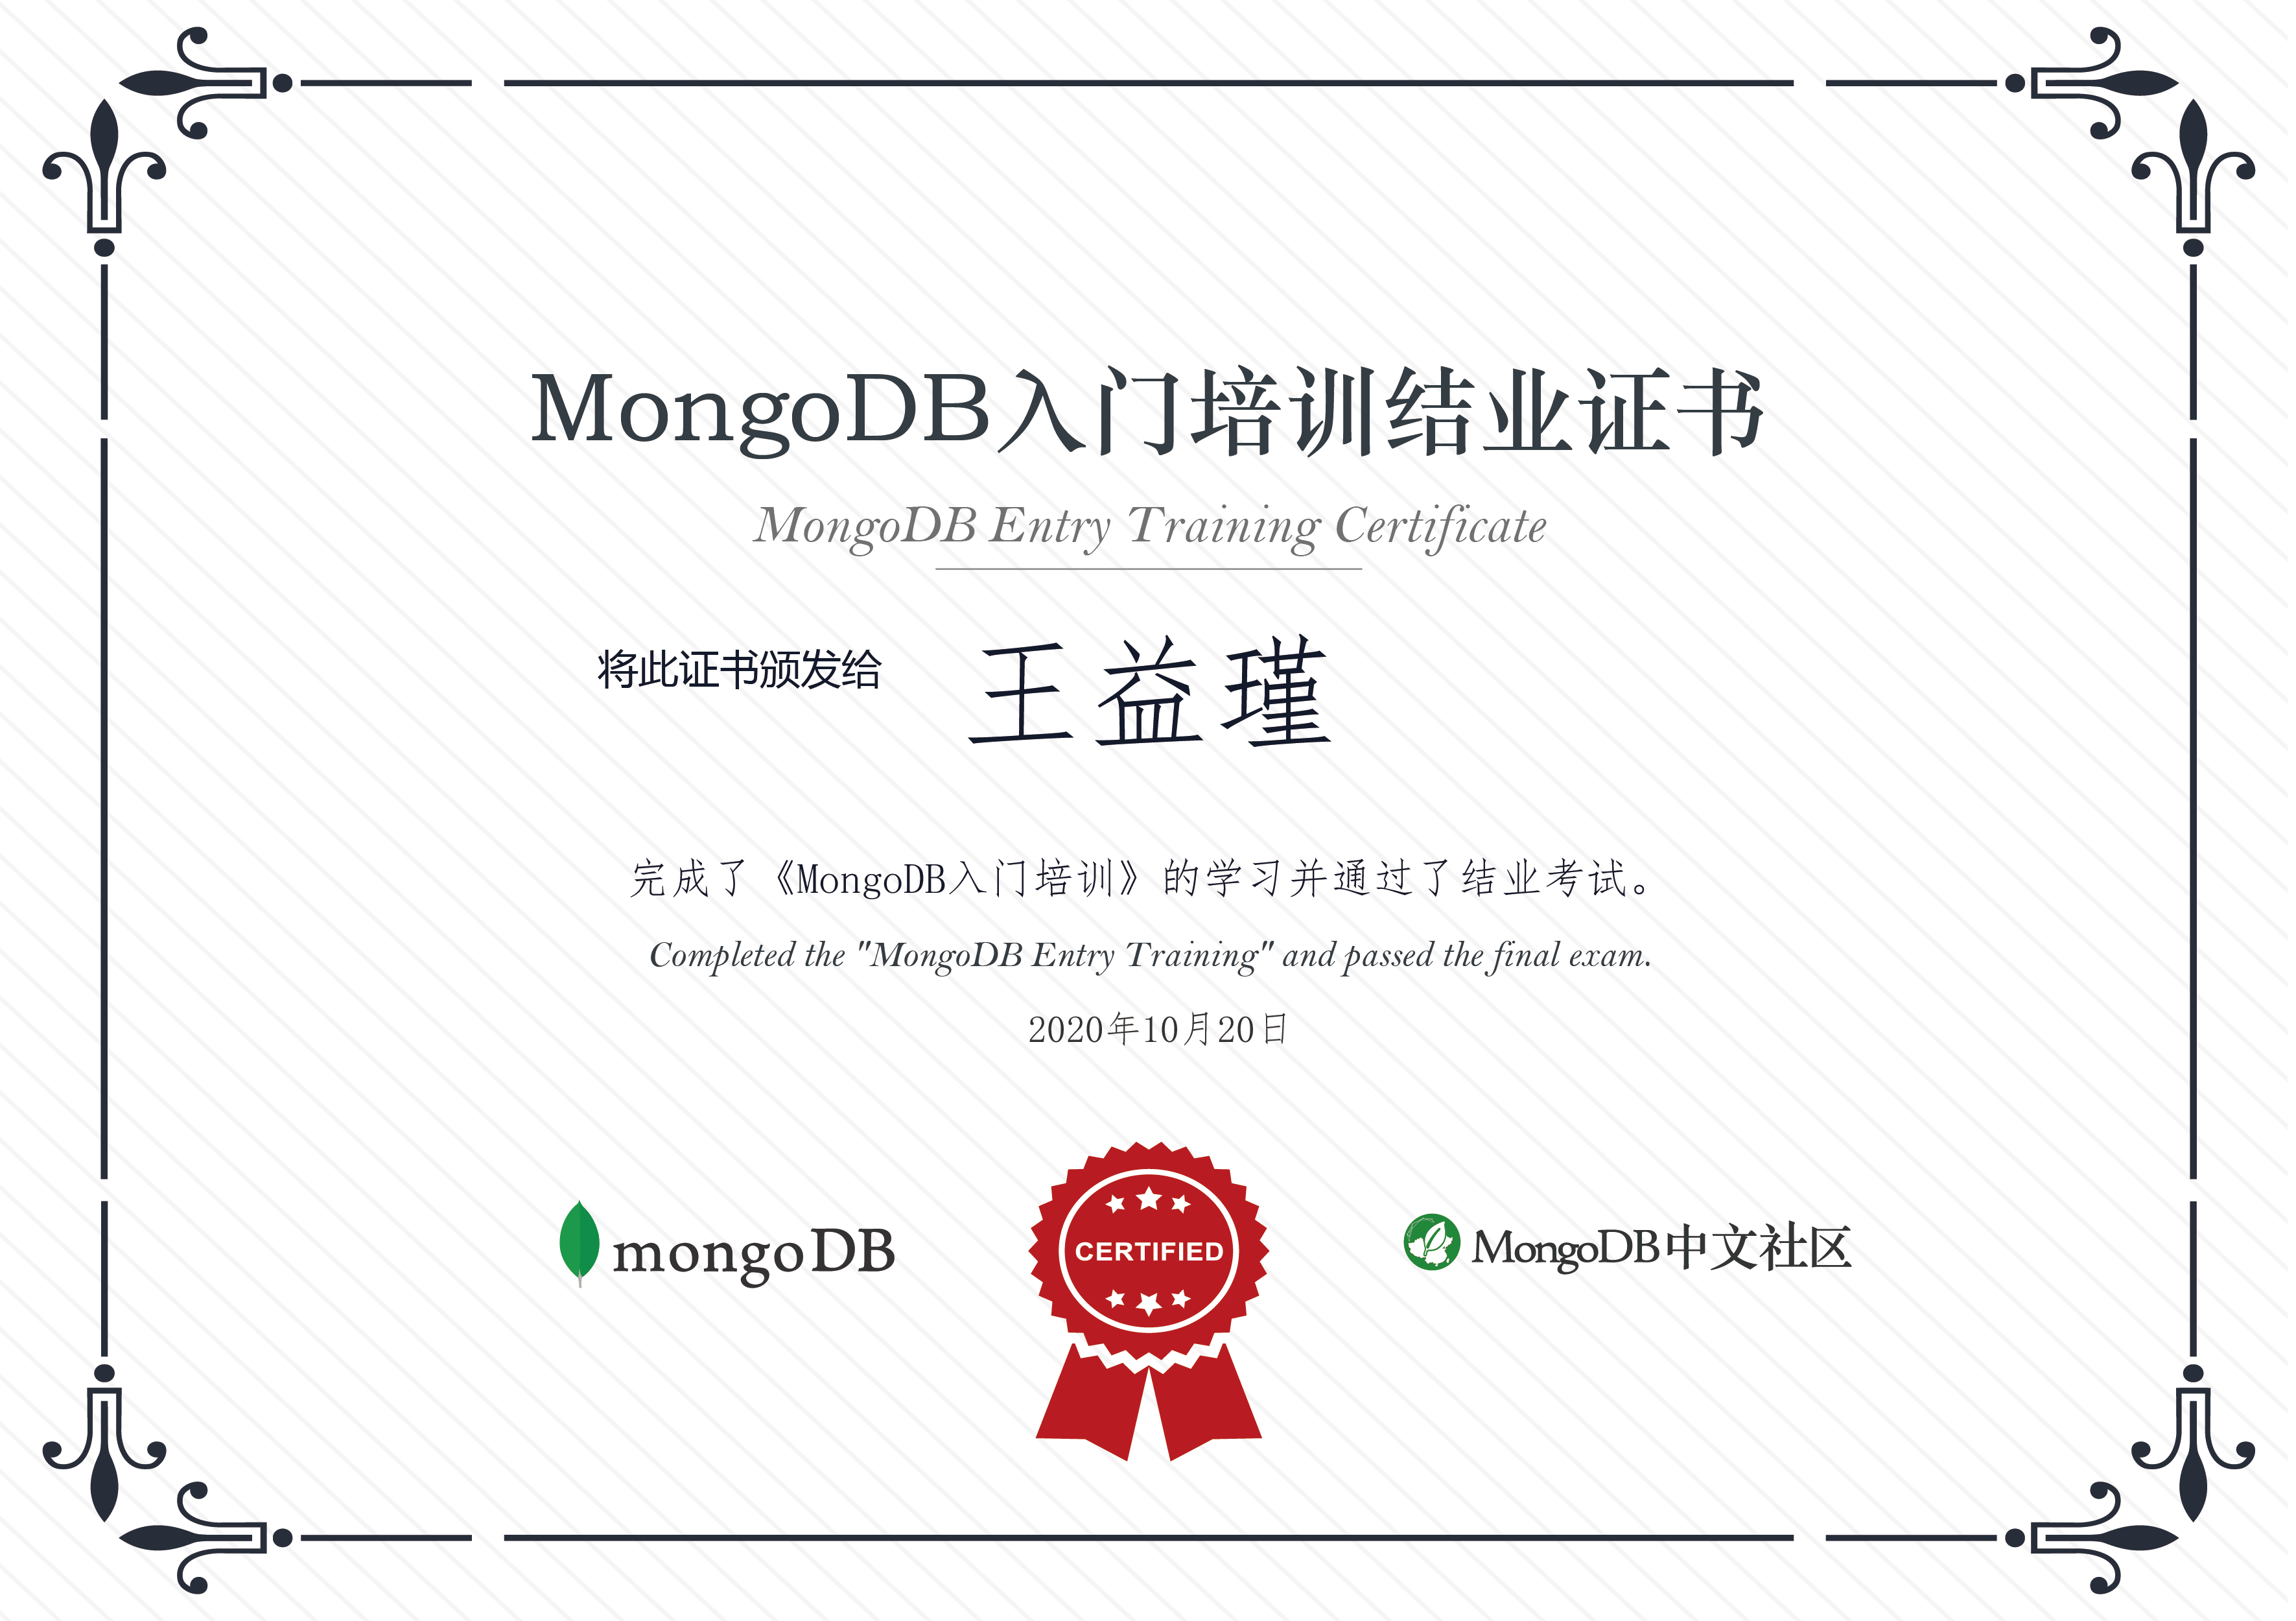 MongoDB入门培训结业证书
MongoDB Entry Training Certificate
将此证书颁发给 王益瑾
完成了《MongoDB入门培训》的学习并通过了结业考试。
Completed the "MongoDB Entry Training" and passed the final exam.
2020年10月20日
mongoDB
CERTIFIED
MongoDB中文社区